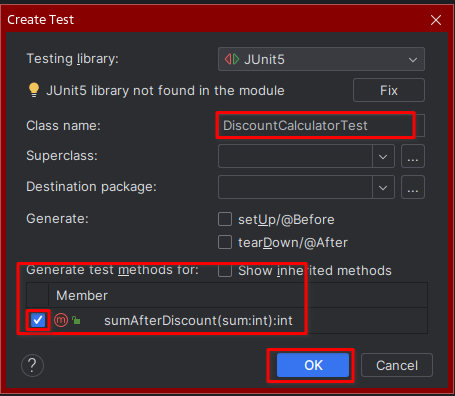 Create Test
Testing library: JUnit5
JUnit5 library not found in the module Fix
Class name: DiscountCalculatorTest
Superclass: ...
Destination package: ...
Generate: setUp/@Before
tearDown/@After
Generate test methods for: Show inherited methods
Member
m sumAfterDiscount(sum:int):int
? OK Cancel